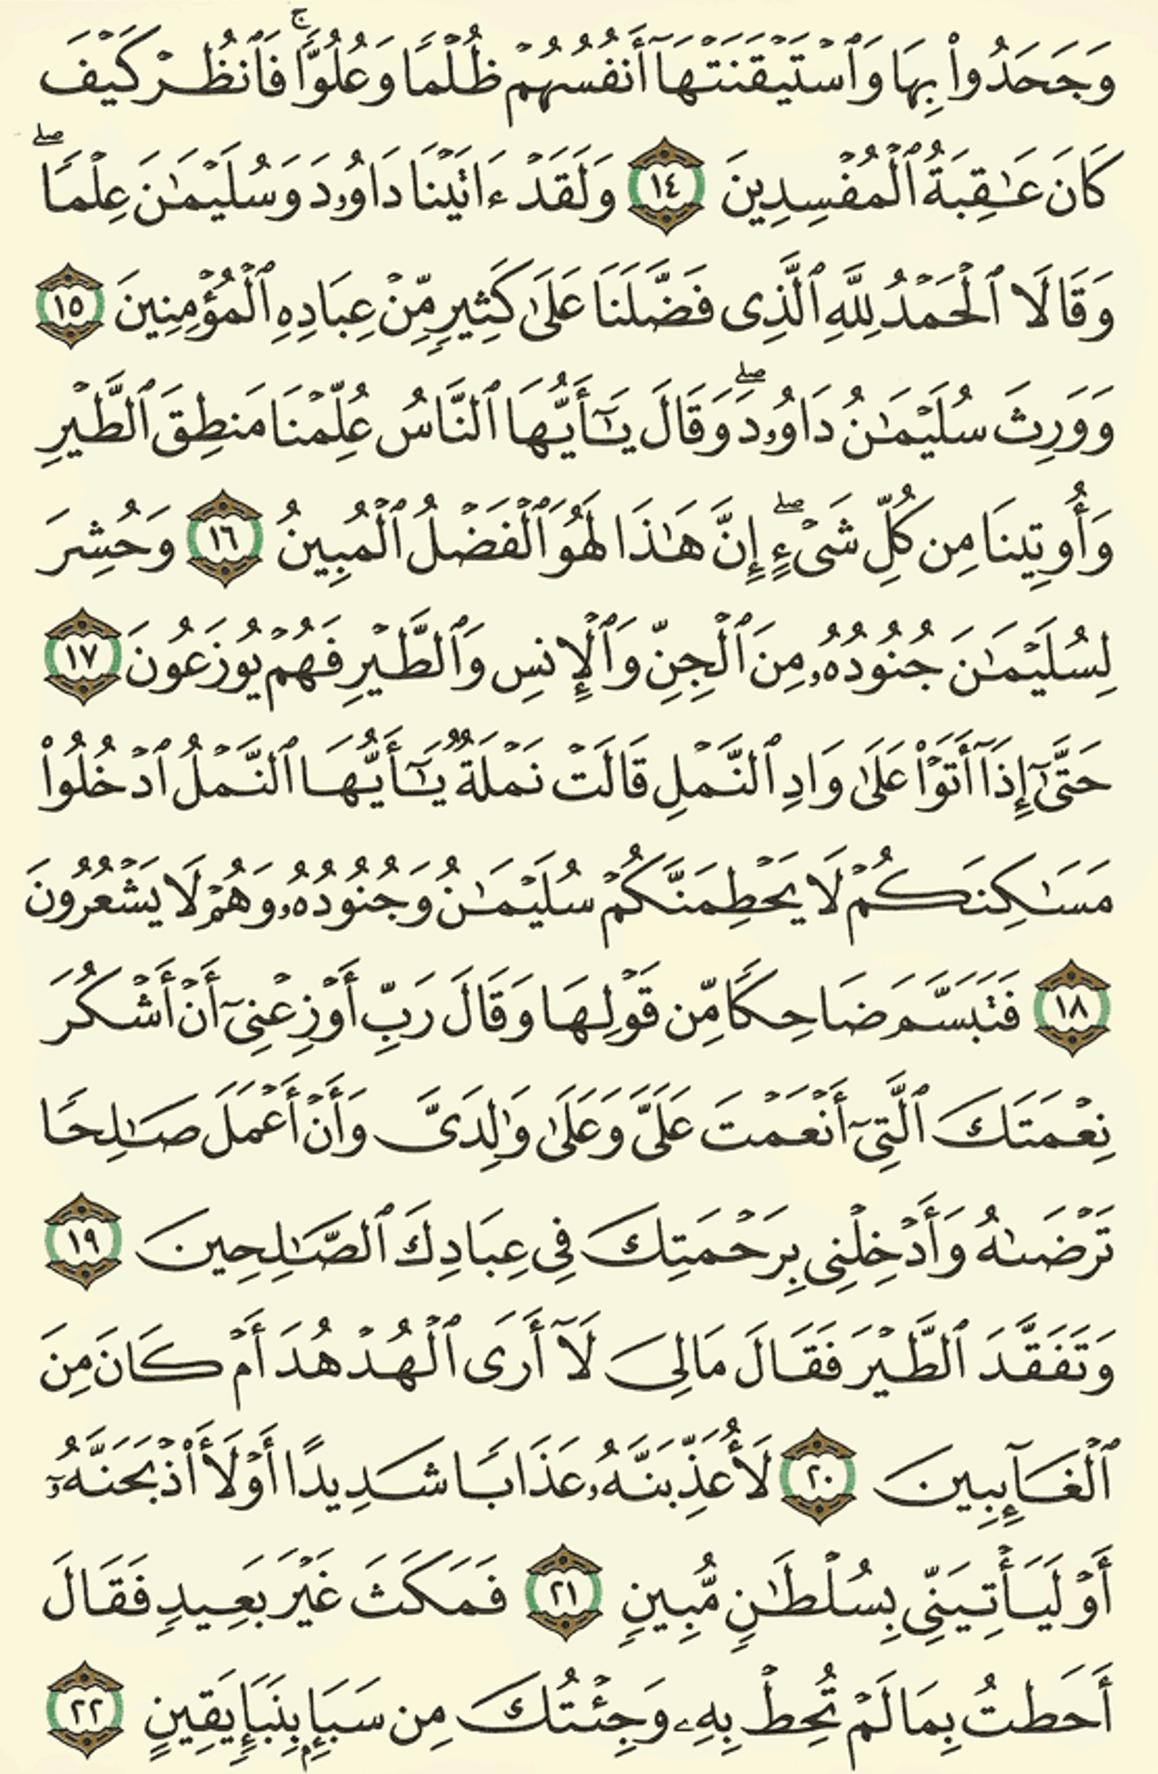 وَجَحَدُوا۟ بِهَا وَٱسْتَيْقَنَتْهَآ أَنفُسُهُمْ ظُلْمًا وَعُلُوًّا ۚ فَٱنظُرْ كَيْفَ
كَانَ عَـٰقِبَةُ ٱلْمُفْسِدِينَ ١٤ وَلَقَدْ ءَاتَيْنَا دَاوُۥدَ وَسُلَيْمَـٰنَ عِلْمًا ۖ
وَقَالَا ٱلْحَمْدُ لِلَّهِ ٱلَّذِى فَضَّلَنَا عَلَىٰ كَثِيرٍ مِّنْ عِبَادِهِ ٱلْمُؤْمِنِينَ ١٥
وَوَرِثَ سُلَيْمَـٰنُ دَاوُۥدَ ۖ وَقَالَ يَـٰٓأَيُّهَا ٱلنَّاسُ عُلِّمْنَا مَنطِقَ ٱلطَّيْرِ
وَأُوتِينَا مِن كُلِّ شَىْءٍ ۖ إِنَّ هَـٰذَا لَهُوَ ٱلْفَضْلُ ٱلْمُبِينُ ١٦ وَحُشِرَ
لِسُلَيْمَـٰنَ جُنُودُهُۥ مِنَ ٱلْجِنِّ وَٱلْإِنسِ وَٱلطَّيْرِ فَهُمْ يُوزَعُونَ ١٧
حَتَّىٰٓ إِذَآ أَتَوْا۟ عَلَىٰ وَادِ ٱلنَّمْلِ قَالَتْ نَمْلَةٌ يَـٰٓأَيُّهَا ٱلنَّمْلُ ٱدْخُلُوا۟
مَسَـٰكِنَكُمْ لَا يَحْطِمَنَّكُمْ سُلَيْمَـٰنُ وَجُنُودُهُۥ وَهُمْ لَا يَشْعُرُونَ
١٨ فَتَبَسَّمَ ضَاحِكًا مِّن قَوْلِهَا وَقَالَ رَبِّ أَوْزِعْنِىٓ أَنْ أَشْكُرَ
نِعْمَتَكَ ٱلَّتِىٓ أَنْعَمْتَ عَلَىَّ وَعَلَىٰ وَٰلِدَىَّ وَأَنْ أَعْمَلَ صَـٰلِحًا
تَرْضَىٰهُ وَأَدْخِلْنِى بِرَحْمَتِكَ فِى عِبَادِكَ ٱلصَّـٰلِحِينَ ١٩
وَتَفَقَّدَ ٱلطَّيْرَ فَقَالَ مَالِىَ لَآ أَرَى ٱلْهُدْهُدَ أَمْ كَانَ مِنَ
ٱلْغَآئِبِينَ ٢٠ لَأُعَذِّبَنَّهُۥ عَذَابًا شَدِيدًا أَوْ لَأَا۟ذْبَحَنَّهُۥٓ
أَوْ لَيَأْتِيَنِّى بِسُلْطَـٰنٍ مُّبِينٍ ٢١ فَمَكَثَ غَيْرَ بَعِيدٍ فَقَالَ
أَحَطتُ بِمَا لَمْ تُحِطْ بِهِۦ وَجِئْتُكَ مِن سَبَإٍۭ بِنَبَإٍ يَقِينٍ ٢٢